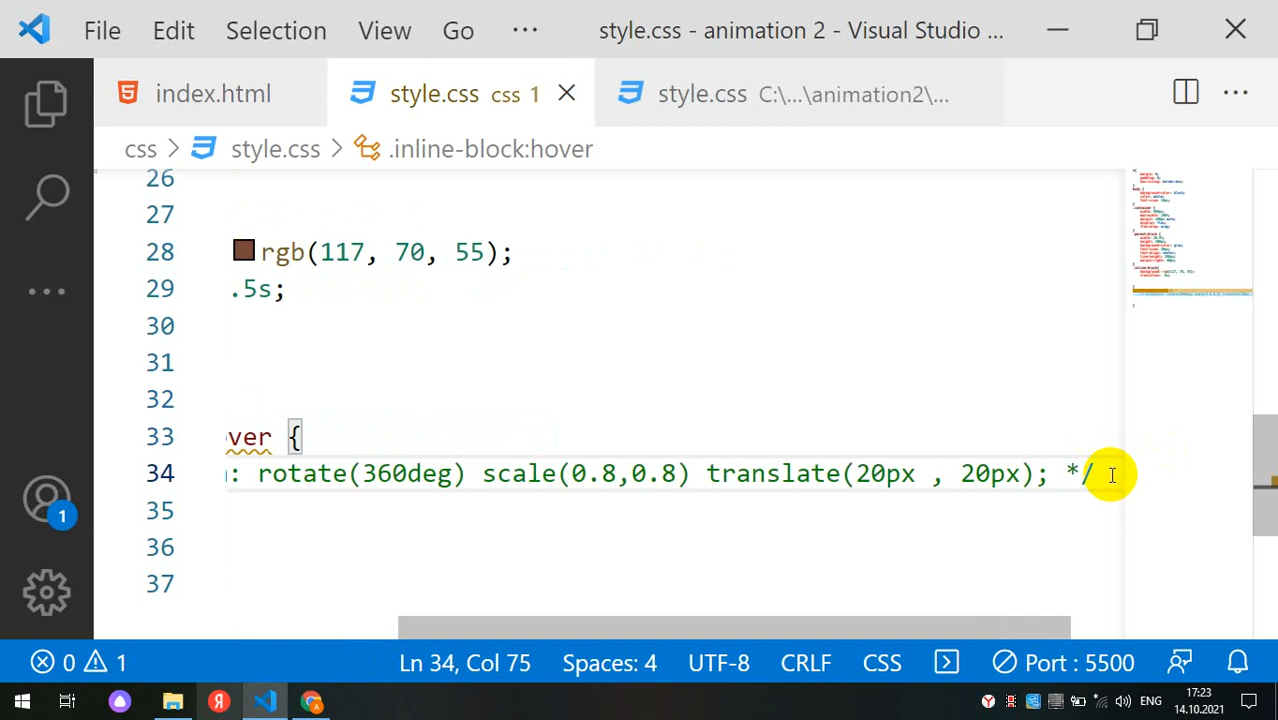 File Edit Selection View Go ··· style.css - animation 2 - Visual Studio ...
index.html style.css css 1 style.css C:\...\animation2\...
css > style.css > .inline-block:hover
26
27
28 rgb(117, 70, 55);
29 .5s;
30
31
32
33 ver {
34 : rotate(360deg) scale(0.8,0.8) translate(20px , 20px); */
35
36
37
1
0 1 Ln 34, Col 75 Spaces: 4 UTF-8 CRLF CSS Port : 5500
Я ENG 17:23
14.10.2021